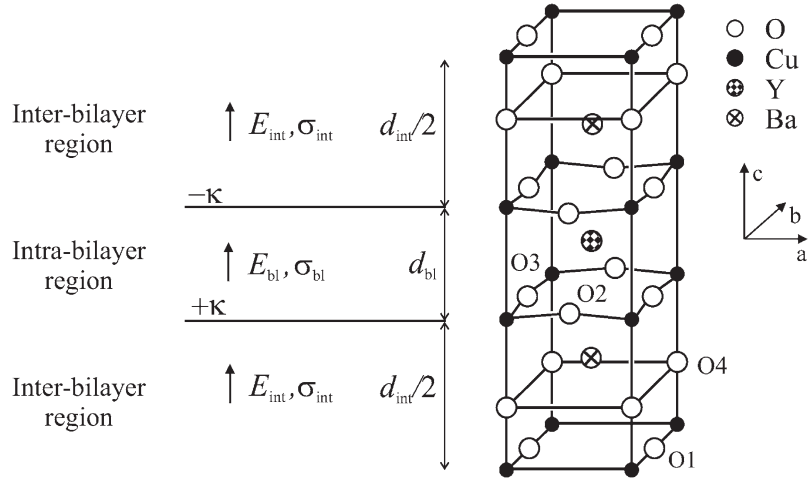 Inter-bilayer
region
E_int, σ_int
d_int/2
−κ
Intra-bilayer
region
E_bl, σ_bl
d_bl
+κ
Inter-bilayer
region
E_int, σ_int
d_int/2
O3
O2
O4
O1
O
Cu
Y
Ba
c
b
a